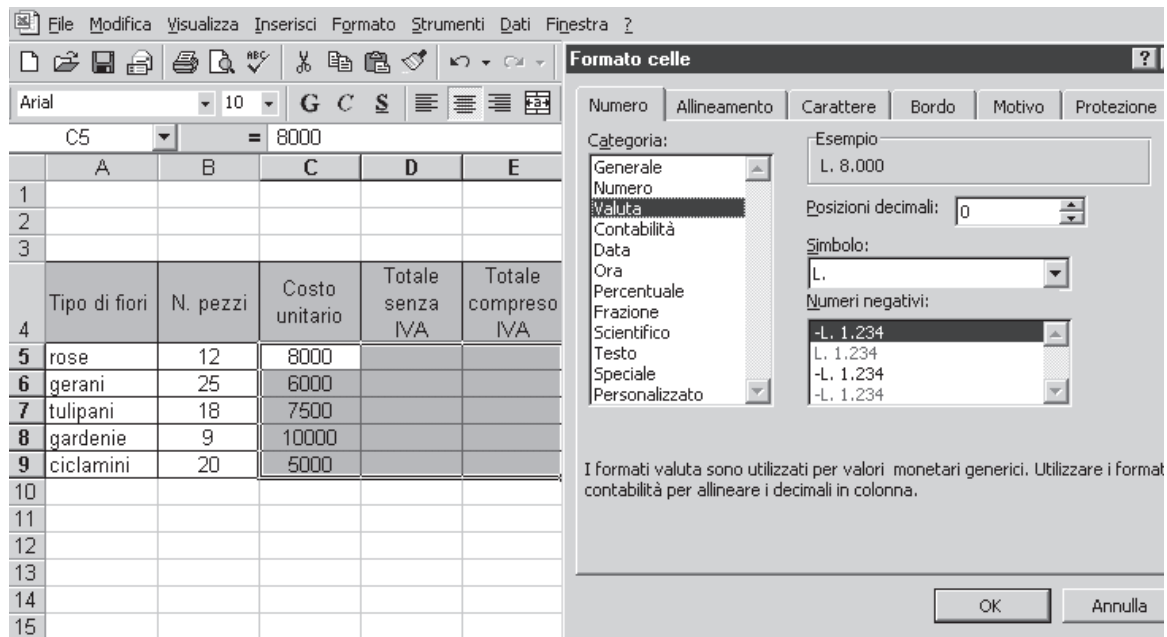 File Modifica Visualizza Inserisci Formato Strumenti Dati Finestra ?
ABC
Arial 10 G C S
C5 = 8000
A B C D E
1
2
3
4 Tipo di fiori N. pezzi Costo unitario Totale senza IVA Totale compreso IVA
5 rose 12 8000
6 gerani 25 6000
7 tulipani 18 7500
8 gardenie 9 10000
9 ciclamini 20 5000
10
11
12
13
14
15
Formato celle ?
Numero Allineamento Carattere Bordo Motivo Protezione
Categoria:
Generale
Numero
Valuta
Contabilità
Data
Ora
Percentuale
Frazione
Scientifico
Testo
Speciale
Personalizzato
Esempio
L. 8.000
Posizioni decimali: 0
Simbolo:
L.
Numeri negativi:
-L. 1.234
L. 1.234
-L. 1.234
-L. 1.234
I formati valuta sono utilizzati per valori monetari generici. Utilizzare i format
contabilità per allineare i decimali in colonna.
OK Annulla